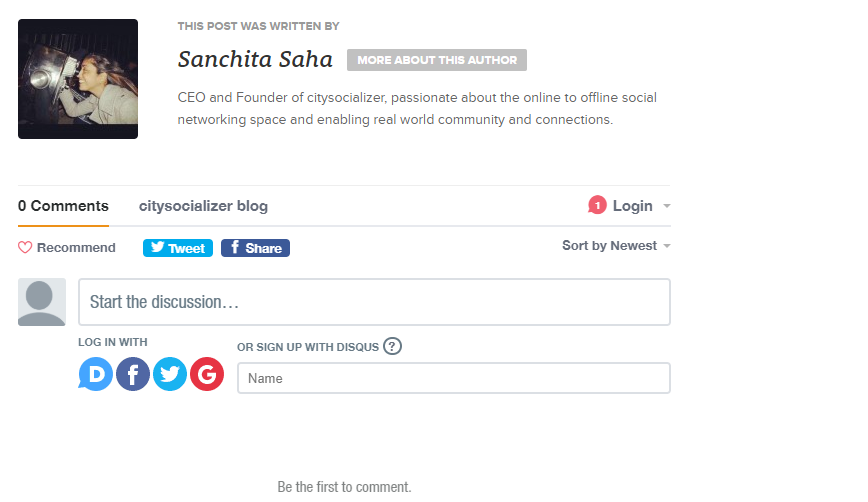 THIS POST WAS WRITTEN BY
Sanchita Saha MORE ABOUT THIS AUTHOR
CEO and Founder of citysocializer, passionate about the online to offline social
networking space and enabling real world community and connections.
0 Comments citysocializer blog 1 Login
Recommend Tweet f Share Sort by Newest
Start the discussion…
LOG IN WITH
OR SIGN UP WITH DISQUS ?
D f G
Name
Be the first to comment.